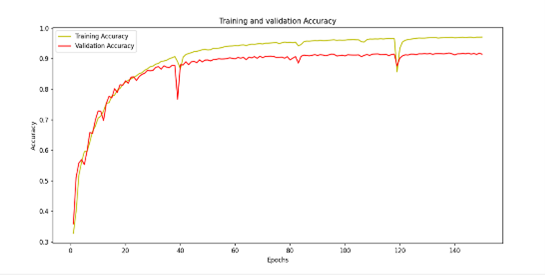 Training and validation Accuracy
1.0
Training Accuracy
Validation Accuracy
0.9
0.8
0.7
0.6
Accuracy
0.5
0.4
0.3
0 20 40 60 80 100 120 140
Epochs